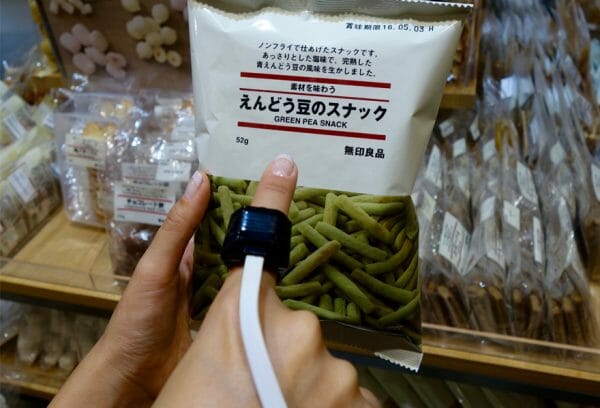 賞味期限16.05.03 H
ノンフライで仕あげたスナックです。
あっさりとした塩味で、完熟した
青えんどう豆の風味を生かしました。
素材を味わう
えんどう豆のスナック
GREEN PEA SNACK
52g
無印良品